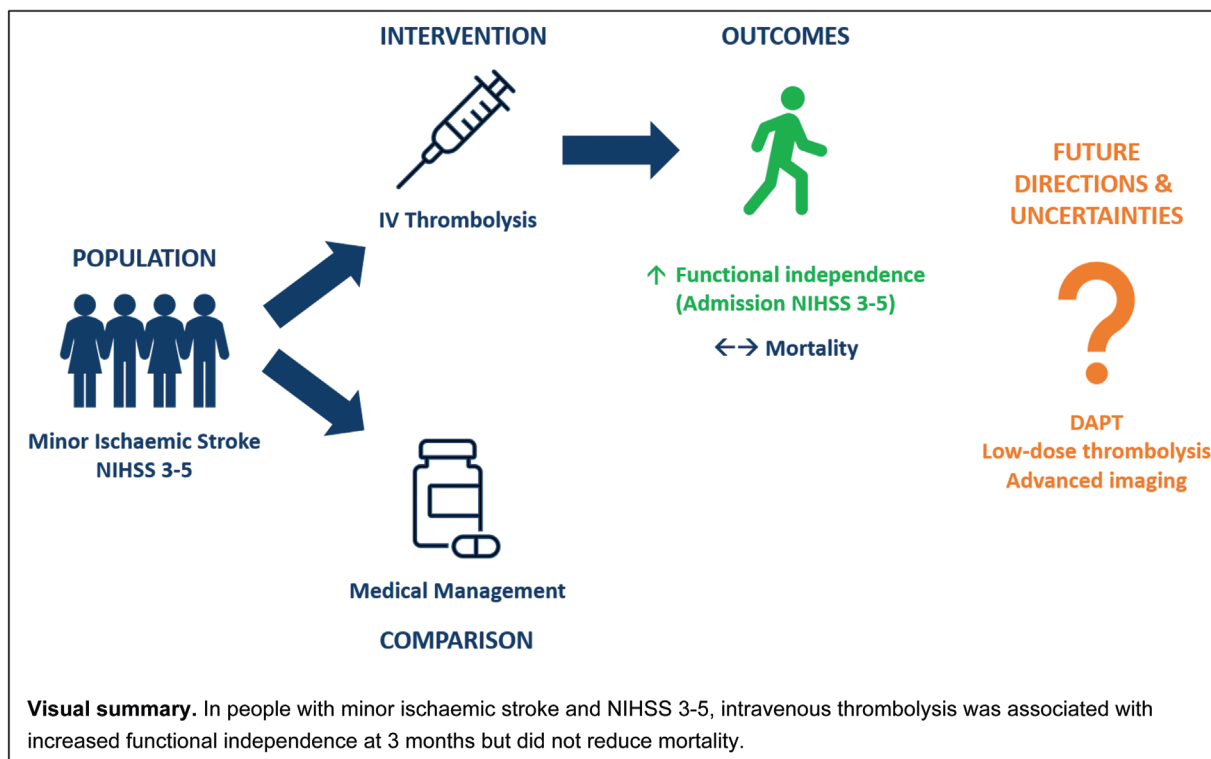 INTERVENTION
OUTCOMES
IV Thrombolysis
POPULATION
Minor Ischaemic Stroke
NIHSS 3-5
↑ Functional independence
(Admission NIHSS 3-5)
←→ Mortality
Medical Management
COMPARISON
FUTURE
DIRECTIONS &
UNCERTAINTIES
?
DAPT
Low-dose thrombolysis
Advanced imaging
Visual summary. In people with minor ischaemic stroke and NIHSS 3-5, intravenous thrombolysis was associated with
increased functional independence at 3 months but did not reduce mortality.